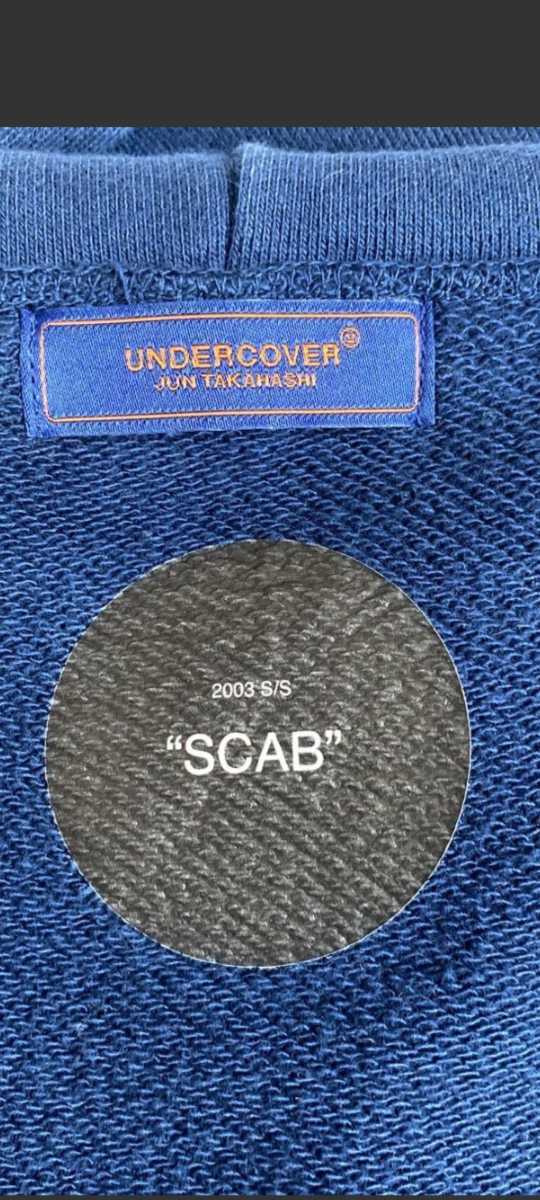 UNDERCOVER
JUN TAKAHASHI
2003 S/S
“SCAB”